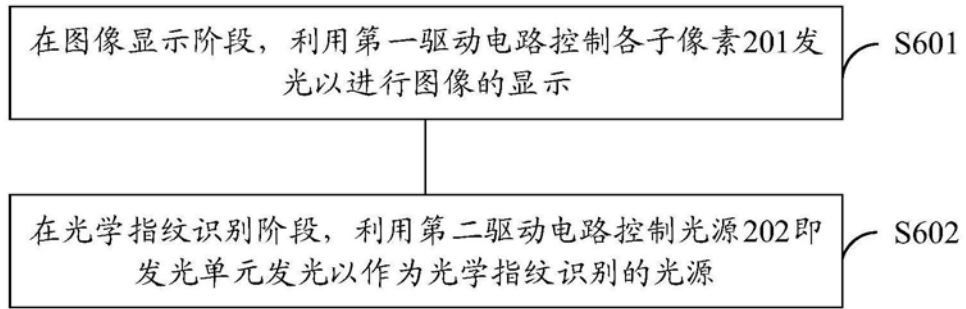 在图像显示阶段，利用第一驱动电路控制各子像素201发
光以进行图像的显示
S601
在光学指纹识别阶段，利用第二驱动电路控制光源202即
发光单元发光以作为光学指纹识别的光源
S602